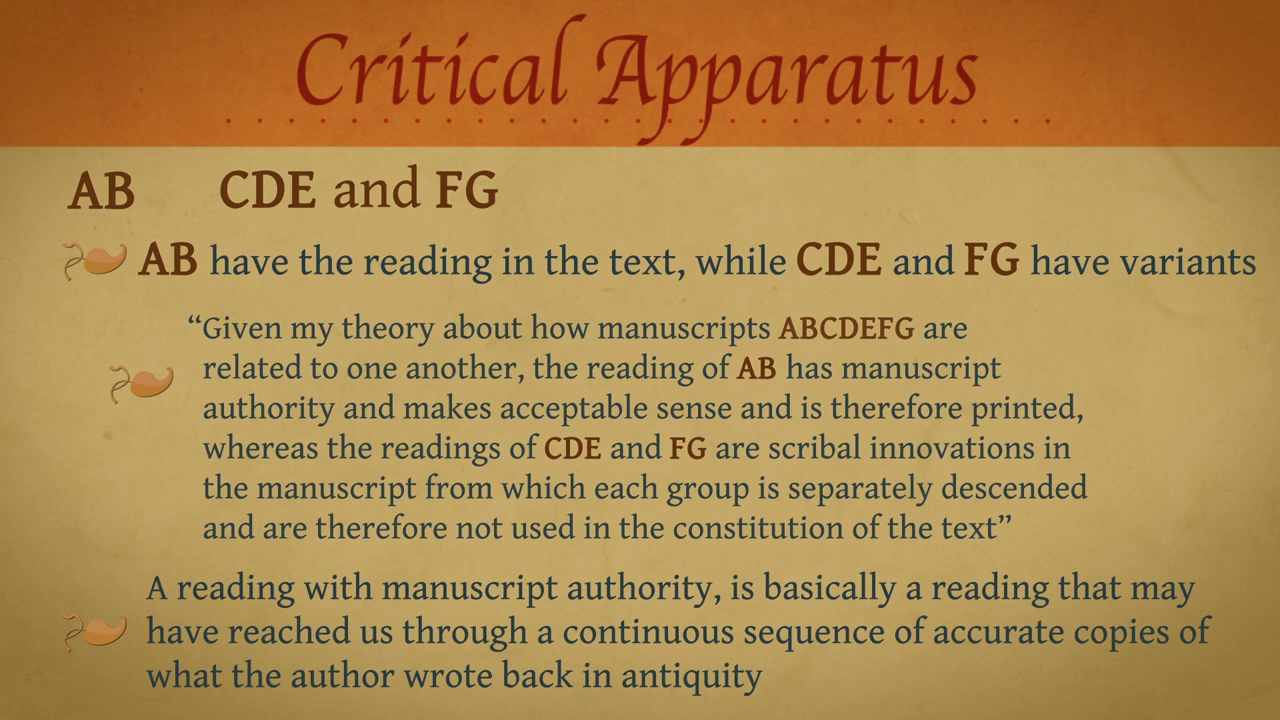 Critical Apparatus
AB CDE and FG
AB have the reading in the text, while CDE and FG have variants
“Given my theory about how manuscripts ABCDEFG are
related to one another, the reading of AB has manuscript
authority and makes acceptable sense and is therefore printed,
whereas the readings of CDE and FG are scribal innovations in
the manuscript from which each group is separately descended
and are therefore not used in the constitution of the text”
A reading with manuscript authority, is basically a reading that may
have reached us through a continuous sequence of accurate copies of
what the author wrote back in antiquity